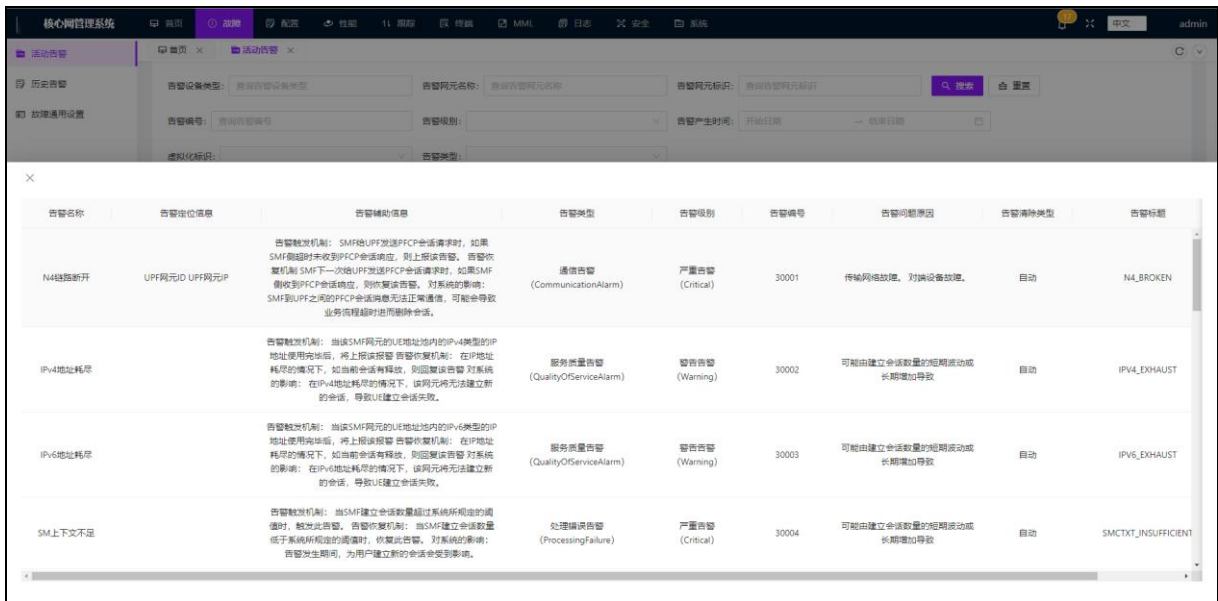 核心网管理系统 首页 故障 配置 性能 跟踪 终端 MML 日志 安全 系统 中文 admin
活动告警 首页 活动告警
历史告警 告警设备类型: 查询告警设备类型 告警网元名称: 查询告警网元名称 告警网元标识: 查询告警网元标识 搜索 重置
故障通用设置 告警编号: 查询告警编号 告警级别: 告警产生时间: 开始日期 结束日期
虚拟化标识: 告警类型:
告警名称 告警定位信息 告警辅助信息 告警类型 告警级别 告警编号 告警问题原因 告警清除类型 告警标题
告警触发机制: SMF给UPF发送PFCP会话请求时, 如果
SMF侧超时未收到PFCP会话响应, 则上报该告警。 告警恢
N4链路断开 UPF网元ID UPF网元IP 复机制 SMF下一次给UPF发送PFCP会话请求时, 如果SMF 通信告警 严重告警 30001 传输网络故障。 对端设备故障。 自动 N4_BROKEN
侧收到PFCP会话响应, 则恢复该告警。 对系统的影响: (CommunicationAlarm) (Critical)
SMF到UPF之间的PFCP会话消息无法正常通信, 可能会导致
业务流程超时进而删除会话。
告警触发机制: 当该SMF网元的UE地址池内的IPv4类型的IP
地址使用完毕后, 将上报该报警 告警恢复机制: 在IP地址 服务质量告警 警告告警 可能由建立会话数量的短期波动或
IPv4地址耗尽 耗尽的情况下, 如当前会话有释放, 则回复该告警 对系统 (QualityOfServiceAlarm) (Warning) 30002 长期增加导致 自动 IPV4_EXHAUST
的影响: 在IPv4地址耗尽的情况下, 该网元将无法建立新
的会话, 导致UE建立会话失败。
告警触发机制: 当该SMF网元的UE地址池内的IPv6类型的IP
地址使用完毕后, 将上报该报警 告警恢复机制: 在IP地址 服务质量告警 警告告警 可能由建立会话数量的短期波动或
IPv6地址耗尽 耗尽的情况下, 如当前会话有释放, 则回复该告警 对系统 (QualityOfServiceAlarm) (Warning) 30003 长期增加导致 自动 IPV6_EXHAUST
的影响: 在IPv6地址耗尽的情况下, 该网元将无法建立新
的会话, 导致UE建立会话失败。
告警触发机制: 当SMF建立会话数量超过系统所规定的阈
值时, 触发此告警。 告警恢复机制: 当SMF建立会话数量 处理错误告警 严重告警 可能由建立会话数量的短期波动或
SM上下文不足 低于系统所规定的阈值时, 恢复此告警。 对系统的影响: (ProcessingFailure) (Critical) 30004 长期增加导致 自动 SMCTXT_INSUFFICIENT
告警发生期间, 为用户建立新的会话会受到影响。